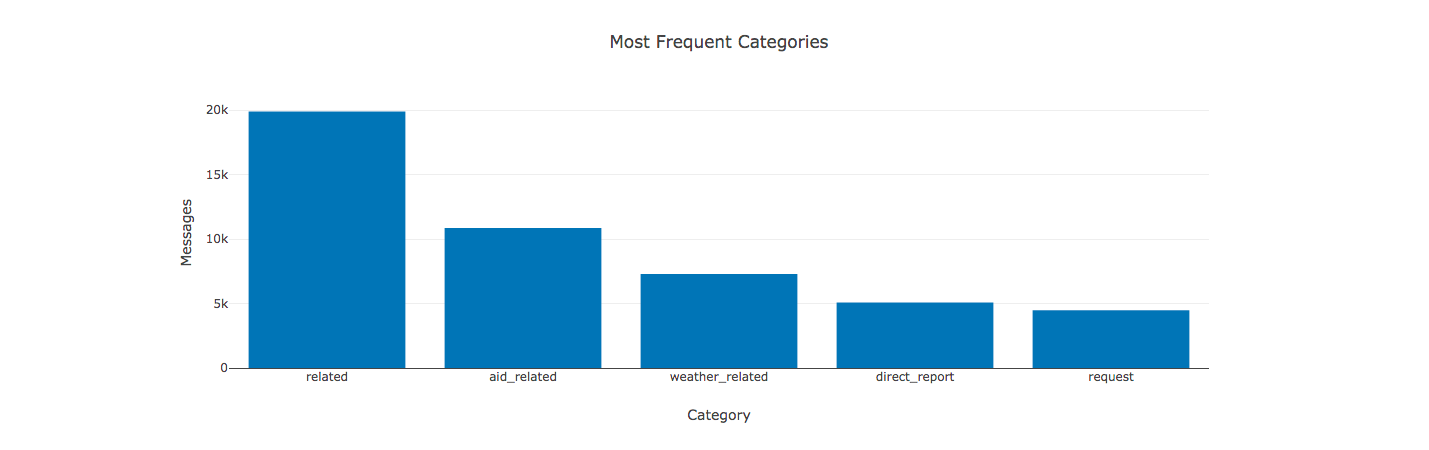 Most Frequent Categories
20k
15k
10k
5k
0
Messages
related aid_related weather_related direct_report request
Category